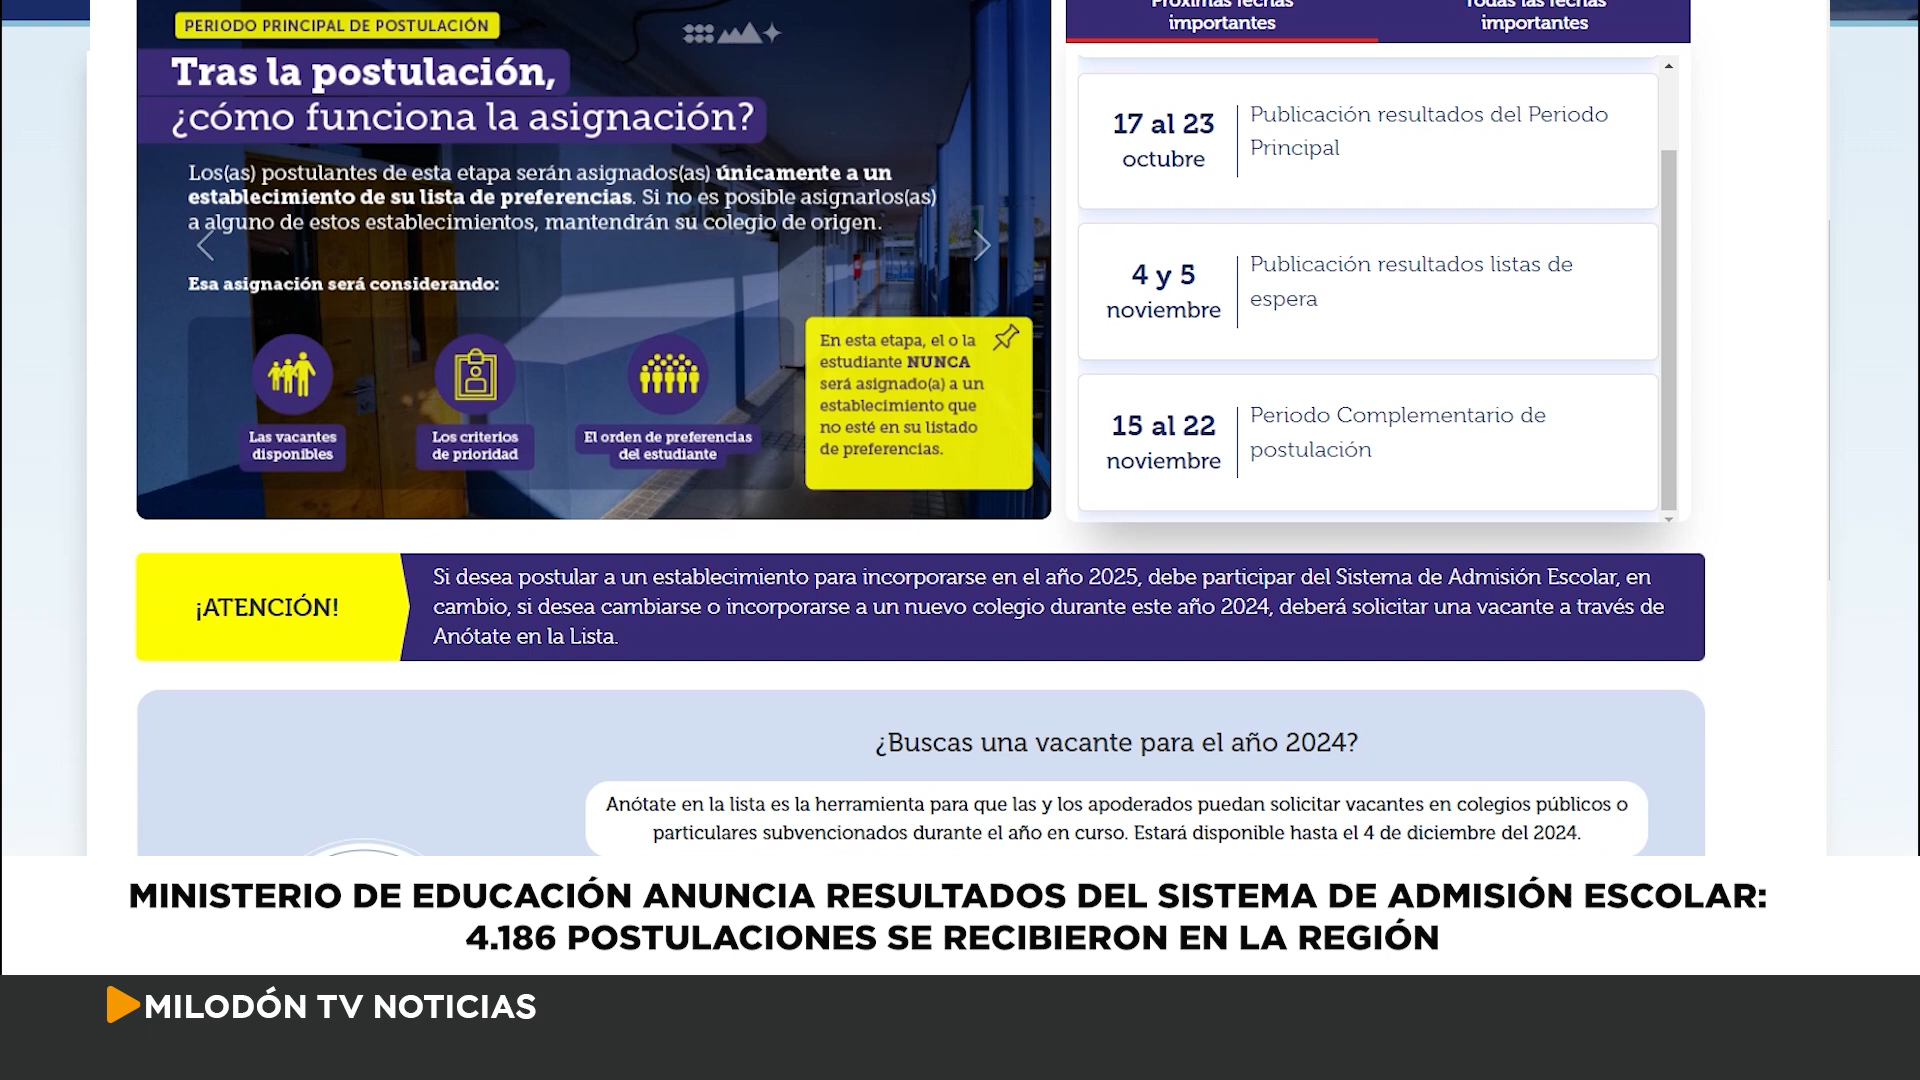 PERIODO PRINCIPAL DE POSTULACIÓN
Tras la postulación,
¿cómo funciona la asignación?
Los(as) postulantes de esta etapa serán asignados(as) únicamente a un
establecimiento de su lista de preferencias. Si no es posible asignarlos(as)
a alguno de estos establecimientos, mantendrán su colegio de origen.
Esa asignación será considerando:
Las vacantes
disponibles
Los criterios
de prioridad
El orden de preferencias
del estudiante
En esta etapa, el o la
estudiante NUNCA
será asignado(a) a un
establecimiento que
no esté en su listado
de preferencias.
Próximas fechas
importantes
Todas las fechas
importantes
17 al 23
octubre
Publicación resultados del Periodo
Principal
4 y 5
noviembre
Publicación resultados listas de
espera
15 al 22
noviembre
Periodo Complementario de
postulación
¡ATENCIÓN!
Si desea postular a un establecimiento para incorporarse en el año 2025, debe participar del Sistema de Admisión Escolar, en
cambio, si desea cambiarse o incorporarse a un nuevo colegio durante este año 2024, deberá solicitar una vacante a través de
Anótate en la Lista.
¿Buscas una vacante para el año 2024?
Anótate en la lista es la herramienta para que las y los apoderados puedan solicitar vacantes en colegios públicos o
particulares subvencionados durante el año en curso. Estará disponible hasta el 4 de diciembre del 2024.
MINISTERIO DE EDUCACIÓN ANUNCIA RESULTADOS DEL SISTEMA DE ADMISIÓN ESCOLAR:
4.186 POSTULACIONES SE RECIBIERON EN LA REGIÓN
MILODÓN TV NOTICIAS